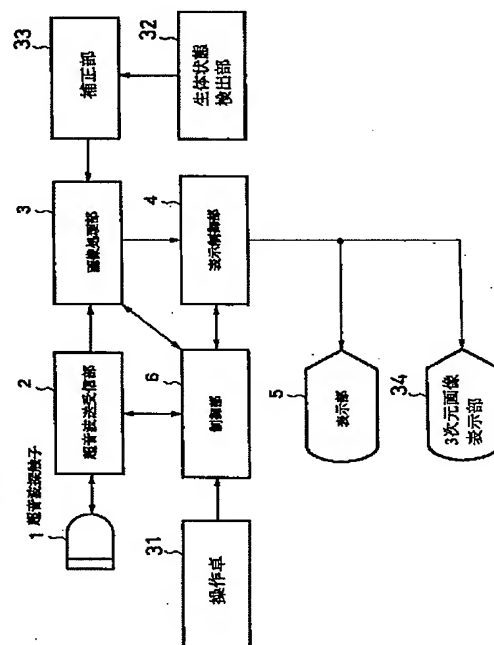 33
補正部
32
生体状態
検出部
3
画像処理部
4
表示制御部
2
超音波送受信部
6
制御部
1 超音波探触子
31
操作卓
5
表示部
34
3次元画像
表示部